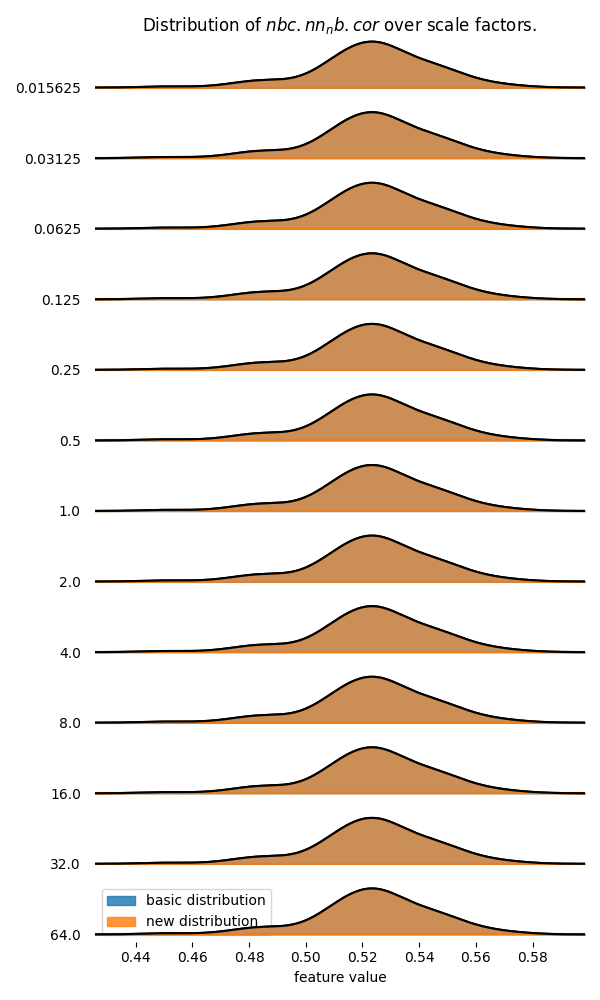 Distribution of nbc. nnₙb. cor over scale factors.
0.015625
0.03125
0.0625
0.125
0.25
0.5
1.0
2.0
4.0
8.0
16.0
32.0
basic distribution
new distribution
64.0
0.44 0.46 0.48 0.50 0.52 0.54 0.56 0.58
feature value